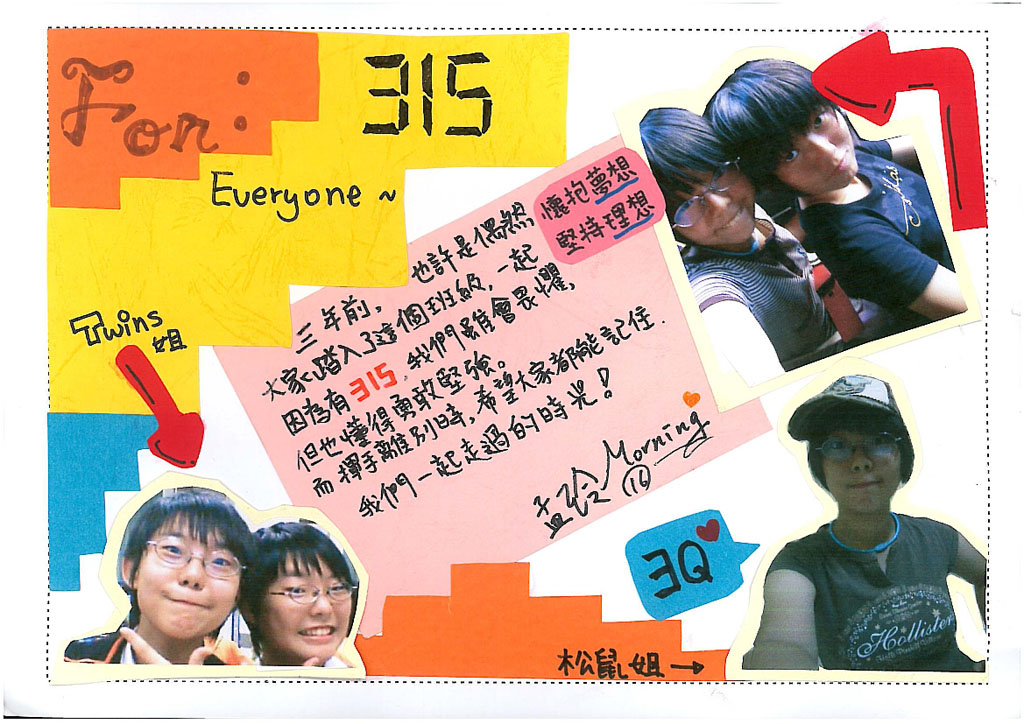 For:
315
Everyone ~
懷抱夢想
堅持理想
三年前，也許是偶然，
大家踏入了這個班級，一起
因為有315，我們雖會畏懼，
但也懂得勇敢堅強。
而揮手離別時，希望大家都能記住
我們一起走過的時光！
孟玲 Morning
(10)
Twins
姐
3Q
Hollister
松鼠姐→